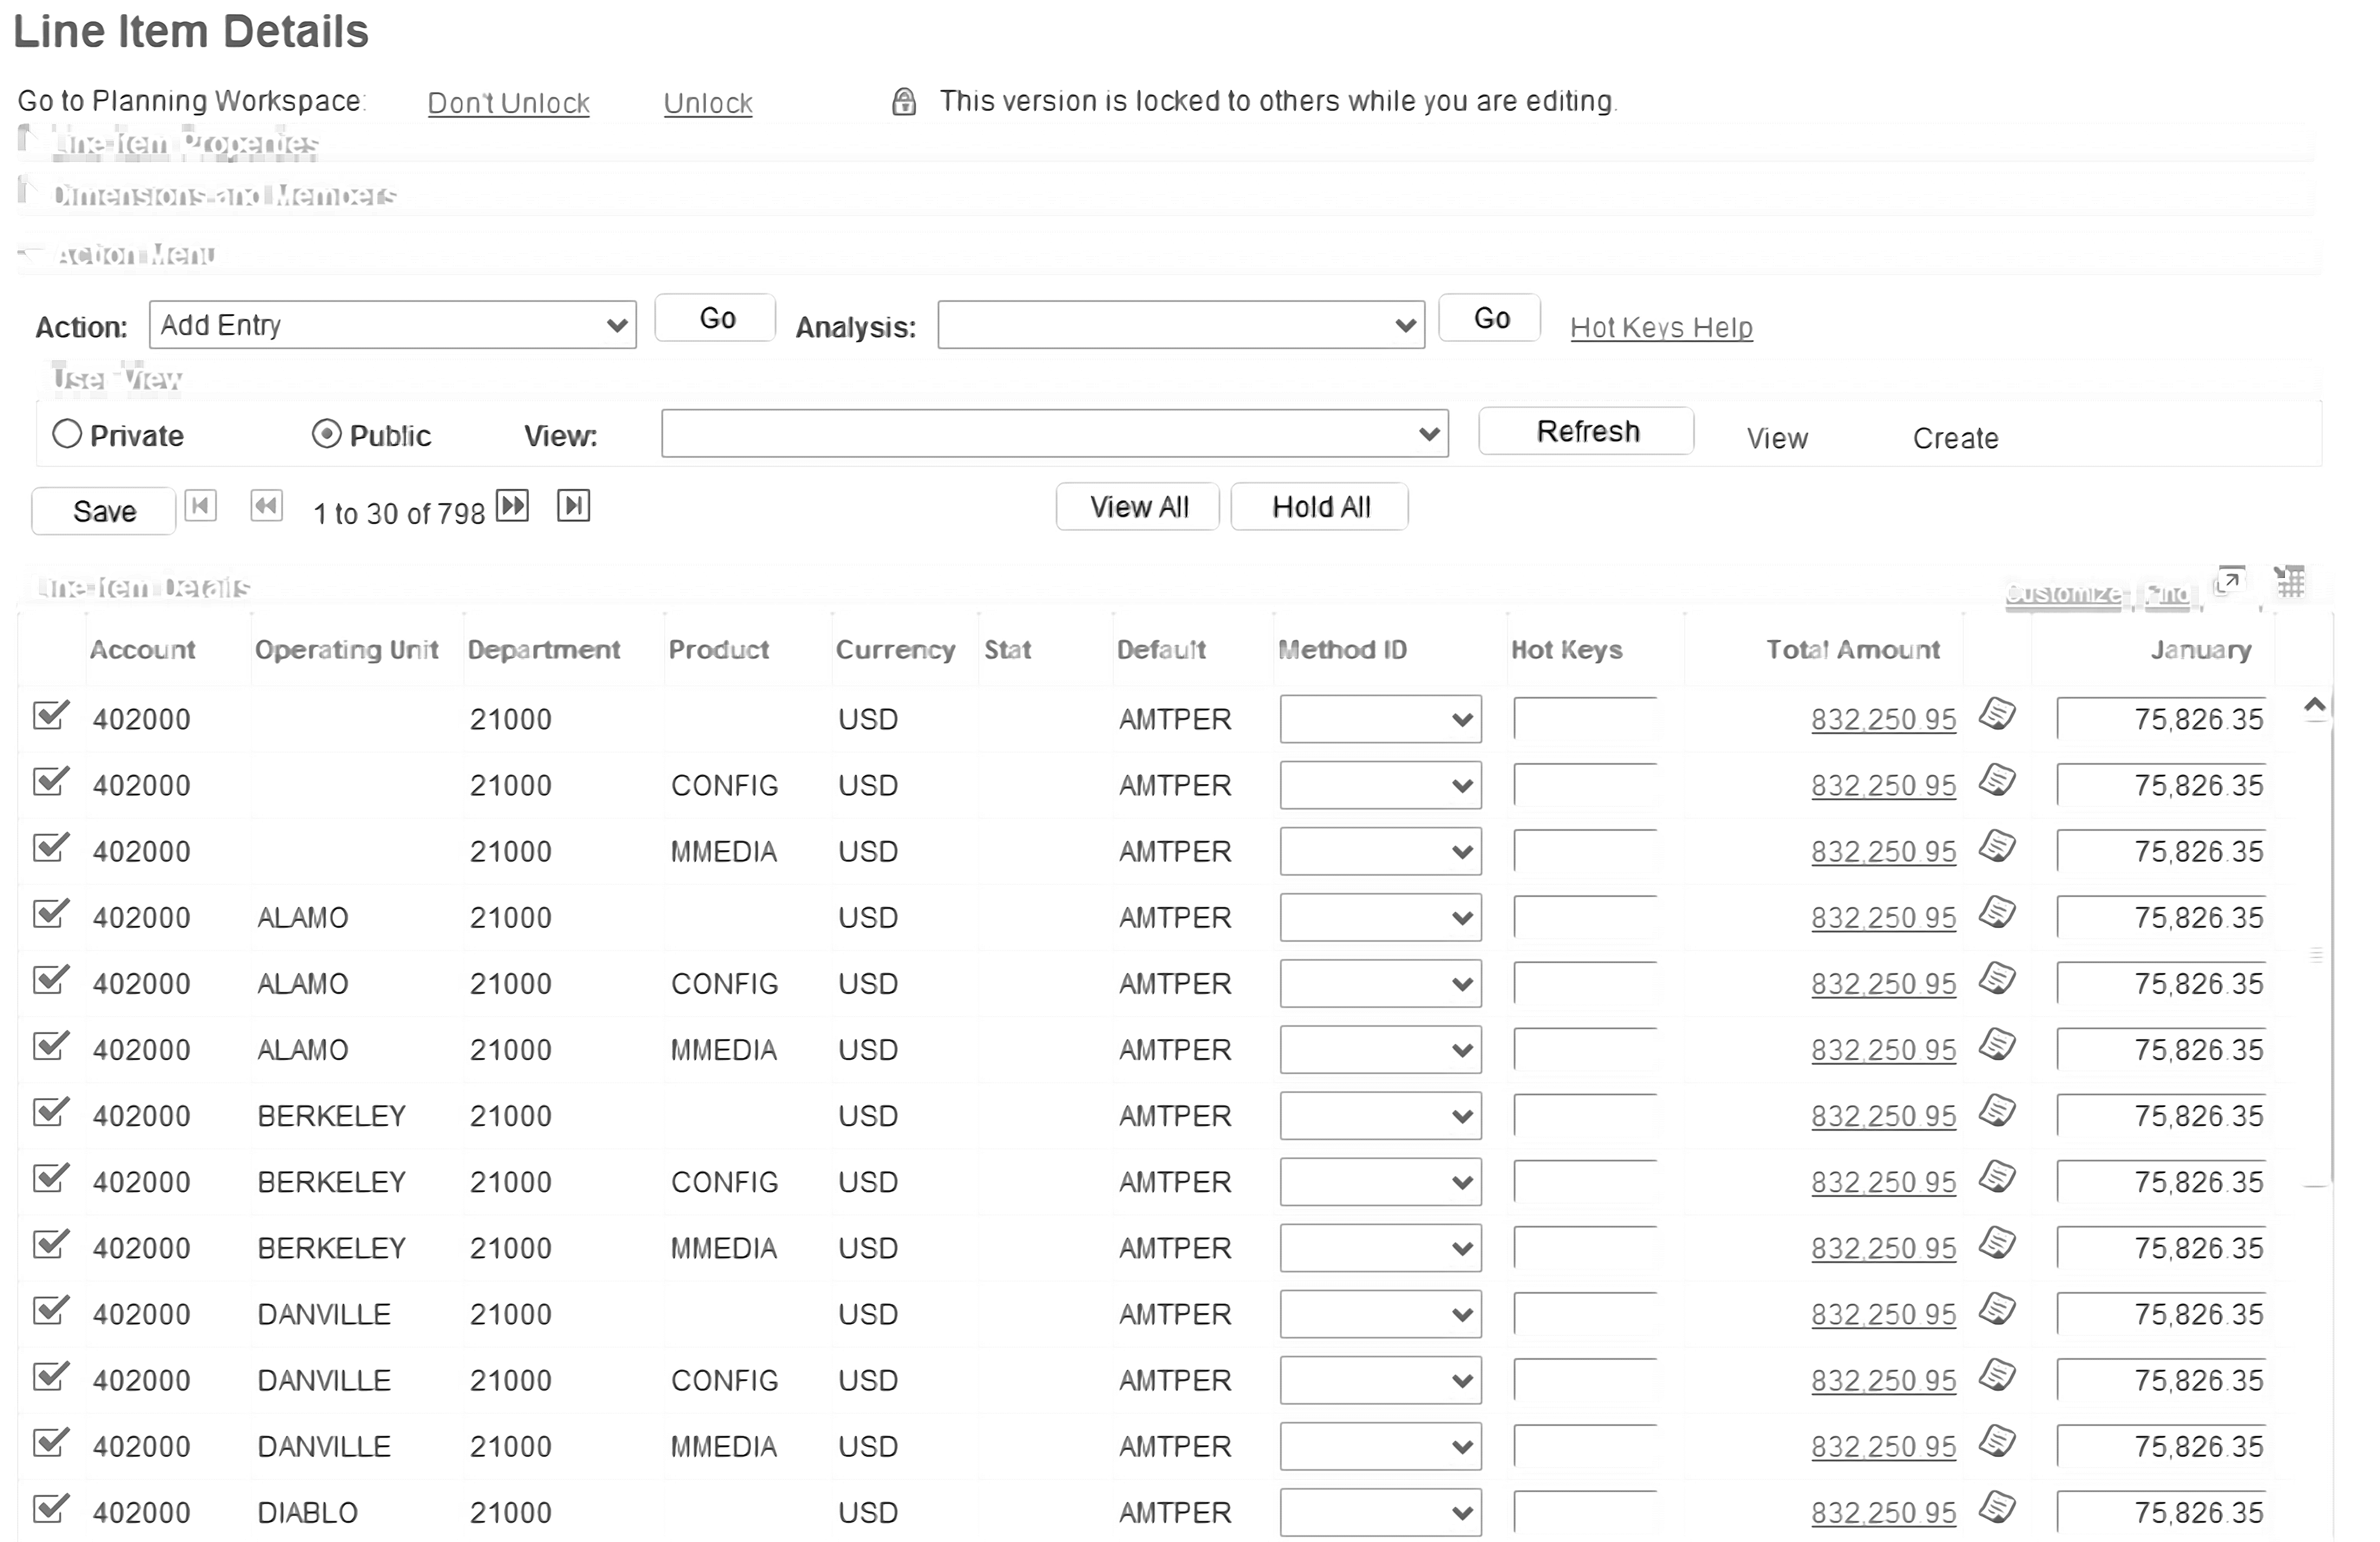 Line Item Details
Go to Planning Workspace: Don't Unlock Unlock This version is locked to others while you are editing.
Line Item Properties
Dimensions and Members
Action Menu
Action: Add Entry Go Analysis: Go Hot Keys Help
User View
Private Public View: Refresh View Create
Save 1 to 30 of 798 View All Hold All
Line Item Details Customize | Find |
Account Operating Unit Department Product Currency Stat Default Method ID Hot Keys Total Amount January
402000 21000 USD AMTPER 832,250.95 75,826.35
402000 21000 CONFIG USD AMTPER 832,250.95 75,826.35
402000 21000 MMEDIA USD AMTPER 832,250.95 75,826.35
402000 ALAMO 21000 USD AMTPER 832,250.95 75,826.35
402000 ALAMO 21000 CONFIG USD AMTPER 832,250.95 75,826.35
402000 ALAMO 21000 MMEDIA USD AMTPER 832,250.95 75,826.35
402000 BERKELEY 21000 USD AMTPER 832,250.95 75,826.35
402000 BERKELEY 21000 CONFIG USD AMTPER 832,250.95 75,826.35
402000 BERKELEY 21000 MMEDIA USD AMTPER 832,250.95 75,826.35
402000 DANVILLE 21000 USD AMTPER 832,250.95 75,826.35
402000 DANVILLE 21000 CONFIG USD AMTPER 832,250.95 75,826.35
402000 DANVILLE 21000 MMEDIA USD AMTPER 832,250.95 75,826.35
402000 DIABLO 21000 USD AMTPER 832,250.95 75,826.35